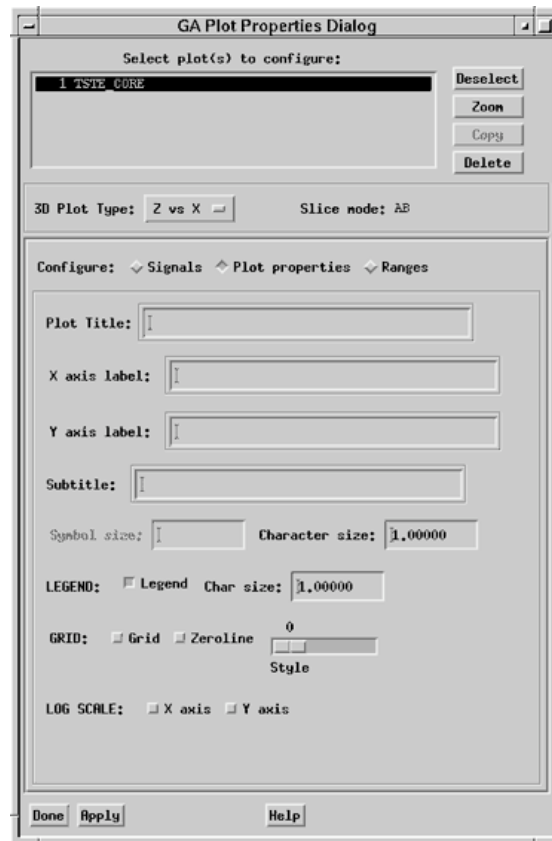 GA Plot Properties Dialog
Select plot(s) to configure:
1 TSTE_CORE
Deselect
Zoom
Copy
Delete
3D Plot Type: Z vs X
Slice mode: AB
Configure: Signals Plot properties Ranges
Plot Title:
X axis label:
Y axis label:
Subtitle:
Symbol size: Character size: 1.00000
LEGEND: Legend Char size: 1.00000
0
GRID: Grid Zeroline
Style
LOG SCALE: X axis Y axis
Done Apply Help